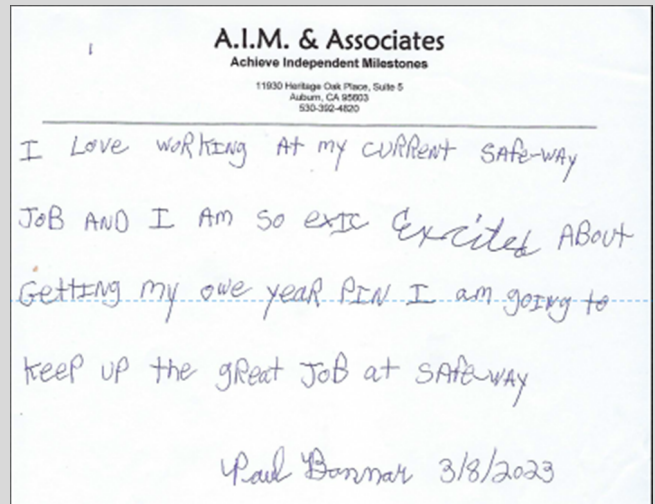 A.I.M. & Associates
Achieve Independent Milestones
11930 Heritage Oak Place, Suite 5
Auburn, CA 95603
530-392-4820
I LOVE WORKING At my CURRENT SAfe-WAY
JOB AND I Am SO exIC Excited ABOUT
GettING my owe yeaR PIN I am goINg to
keep UP the gReat JOB at SAfe-WAY
Paul Bannar 3/8/2023